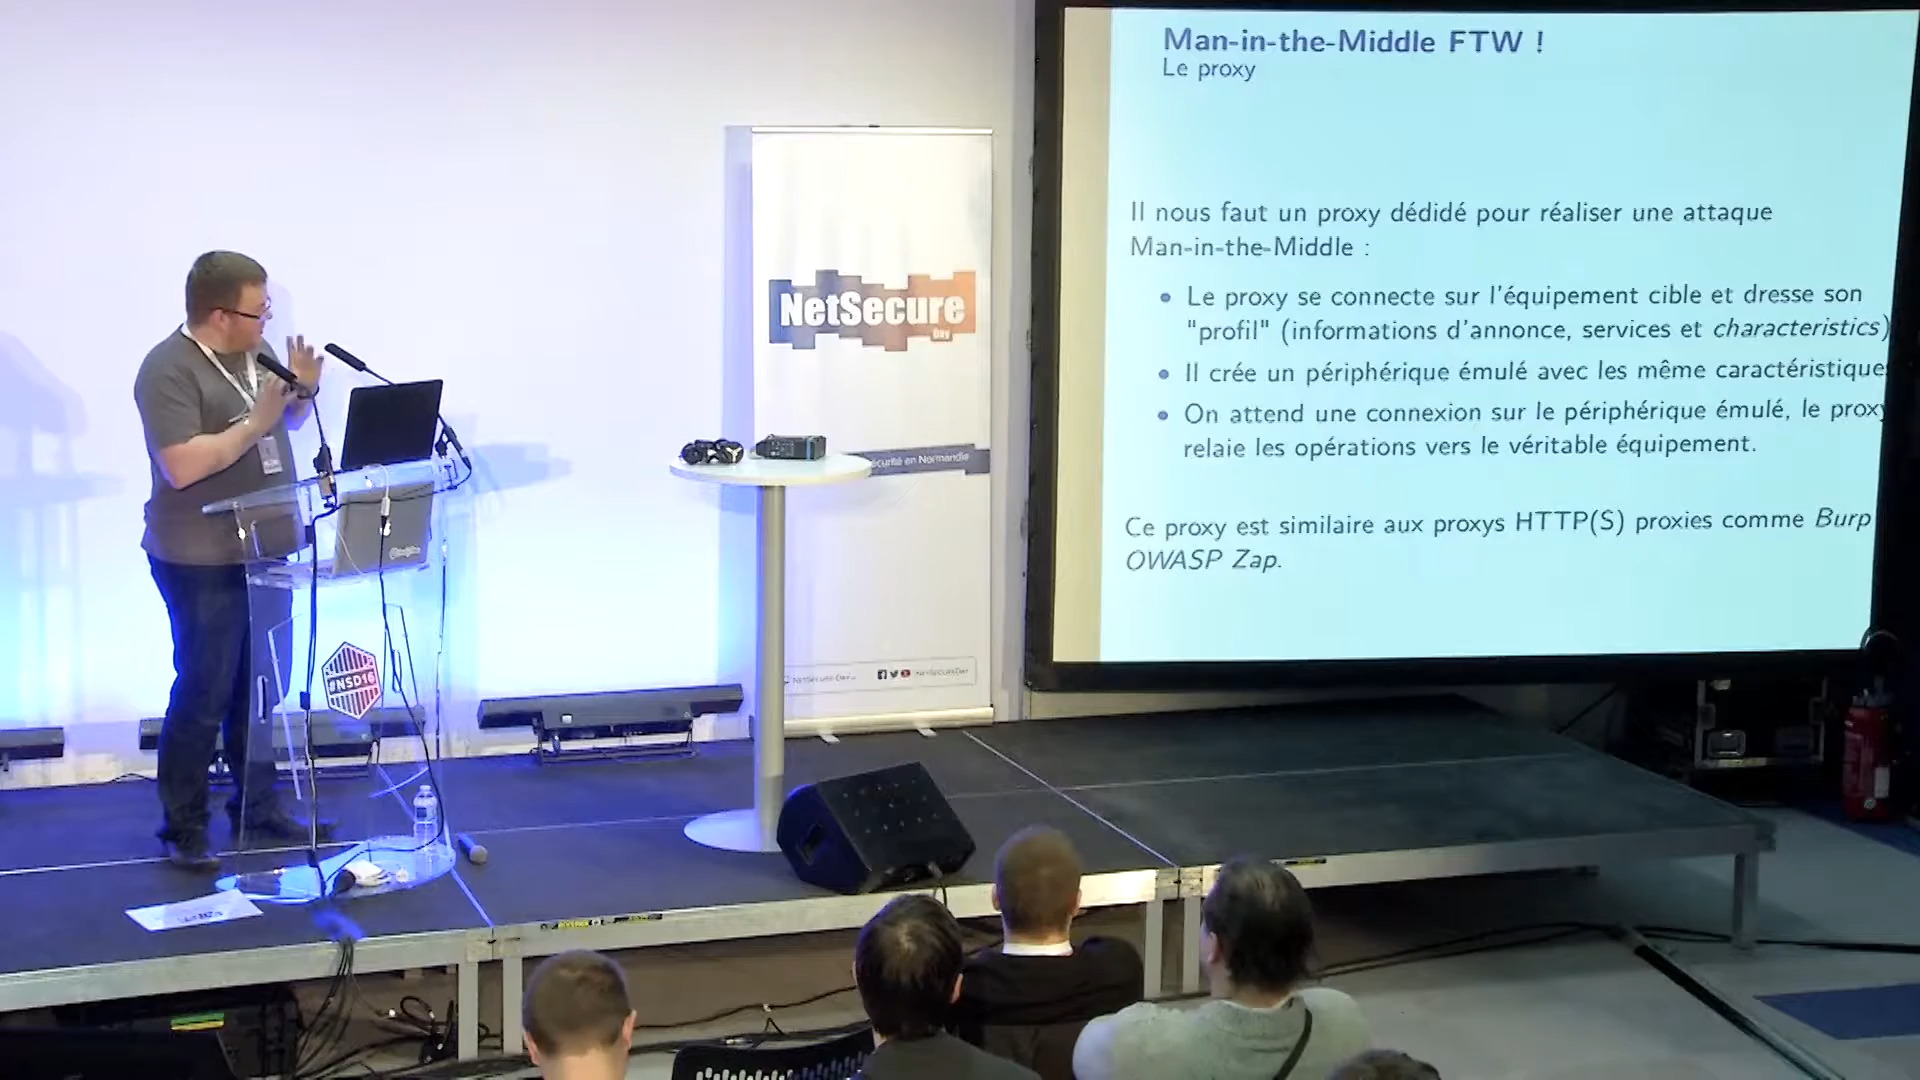 Man-in-the-Middle FTW !
Le proxy
Il nous faut un proxy dédidé pour réaliser une attaque
Man-in-the-Middle :
Le proxy se connecte sur l'équipement cible et dresse son
"profil" (informations d'annonce, services et characteristics)
Il crée un périphérique émulé avec les même caractéristiques
On attend une connexion sur le périphérique émulé, le proxy
relaie les opérations vers le véritable équipement.
Ce proxy est similaire aux proxys HTTP(S) proxies comme Burp
OWASP Zap.
NetSecure
Day
écurité en Normandie
#NSD16